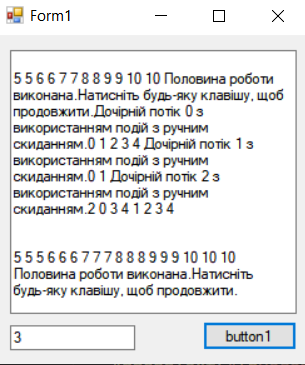 Form1
5 5 6 6 7 7 8 8 9 9 10 10 Половина роботи
виконана.Натисніть будь-яку клавішу, щоб
продовжити.Дочірній потік 0 з
використанням подій з ручним
скиданням.0 1 2 3 4 Дочірній потік 1 з
використанням подій з ручним
скиданням.0 1 Дочірній потік 2 з
використанням подій з ручним
скиданням.2 0 3 4 1 2 3 4
5 5 5 6 6 6 7 7 7 8 8 8 9 9 9 10 10 10
Половина роботи виконана.Натисніть
будь-яку клавішу, щоб продовжити.
3
button1